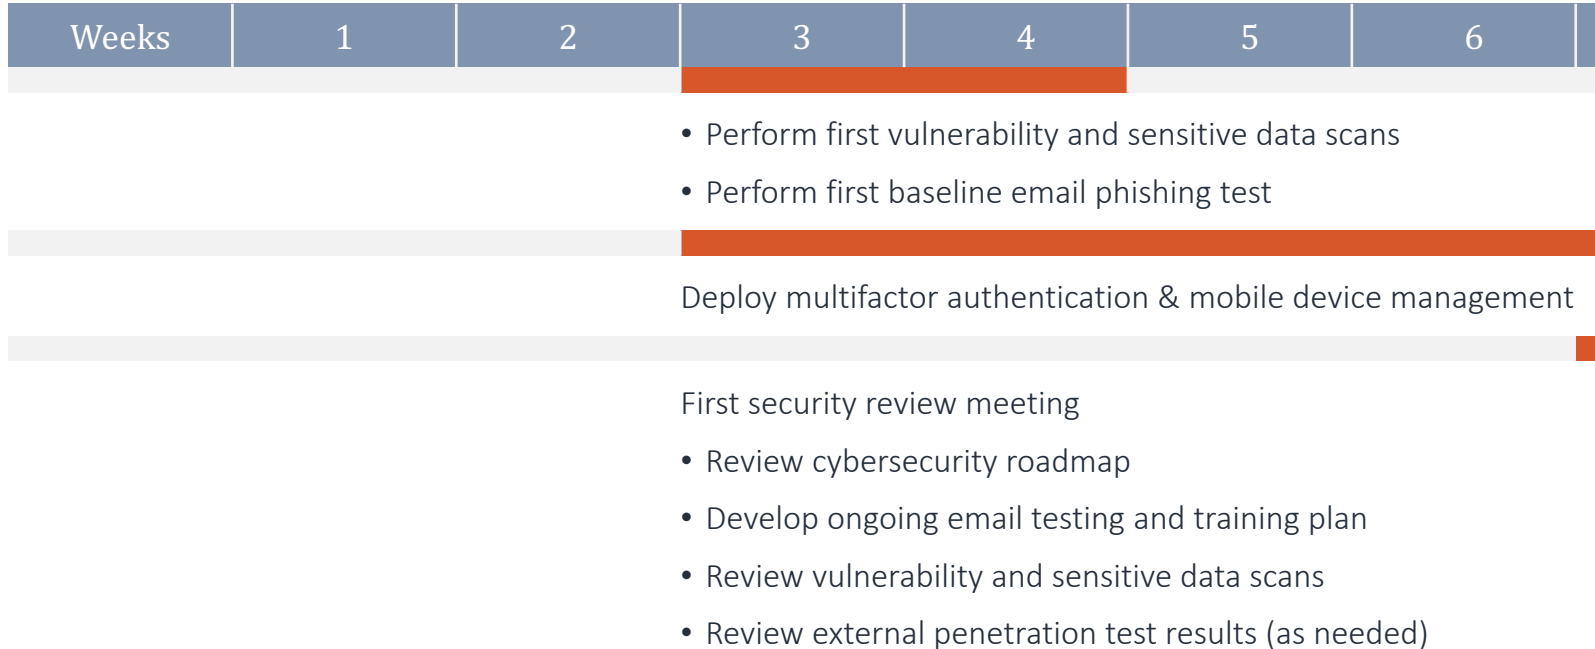 Weeks 1 2 3 4 5 6
• Perform first vulnerability and sensitive data scans
• Perform first baseline email phishing test
Deploy multifactor authentication & mobile device management
First security review meeting
• Review cybersecurity roadmap
• Develop ongoing email testing and training plan
• Review vulnerability and sensitive data scans
• Review external penetration test results (as needed)